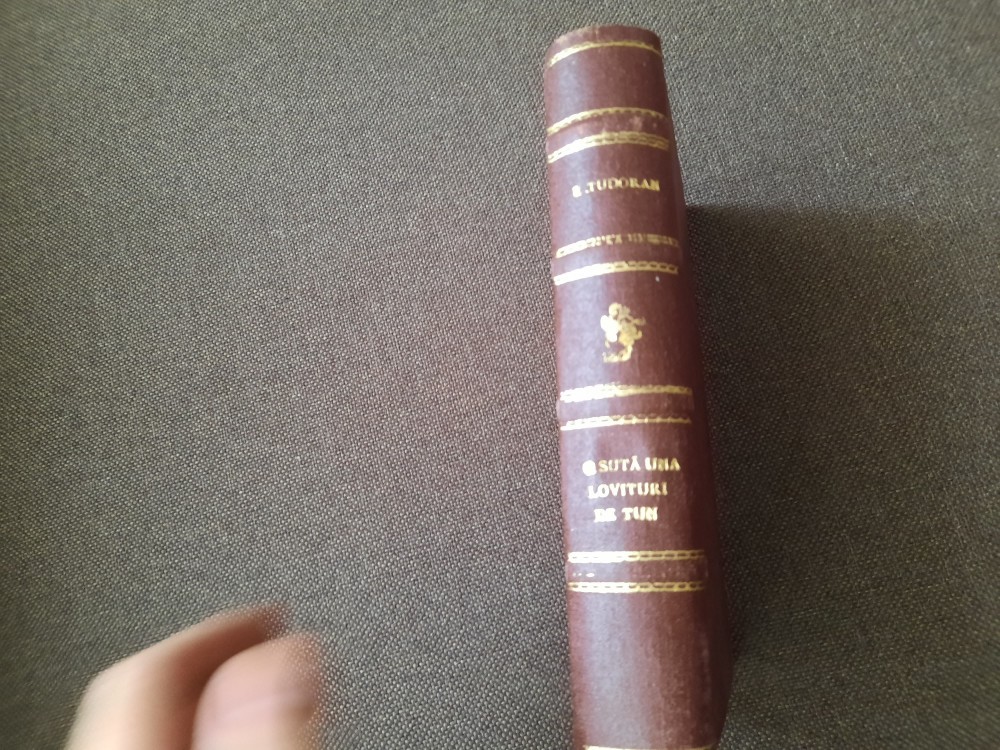 R.TUDORAN
O SUTĂ UNA
LOVITURI
DE TUN